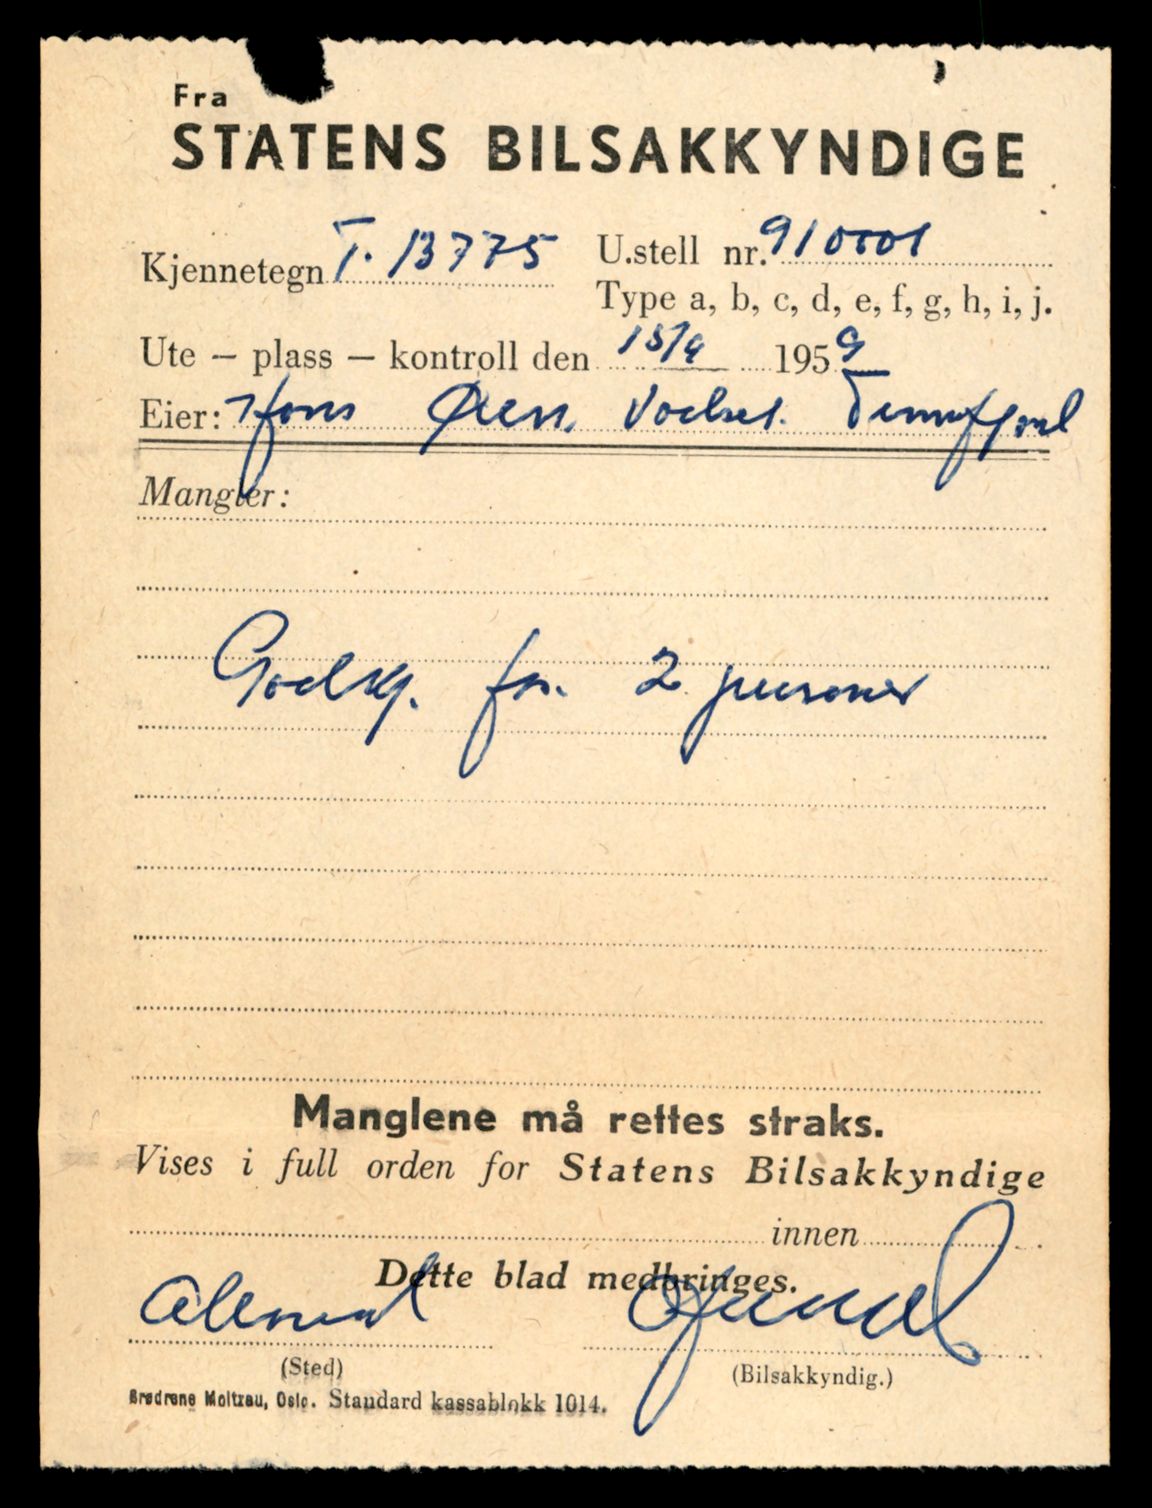 Fra
STATENS BILSAKKYNDIGE
Kjennetegn T. 13775 U.stell nr. 910001
Type a, b, c, d, e, f, g, h, i, j.
Ute – plass – kontroll den 15/9 1959
Eier: Hans
Mangler:
Godkj. for 2 personer
Manglene må rettes straks.
Vises i full orden for Statens Bilsakkyndige
innen
Dette blad medbringes.
Ålesund
(Sted) (Bilsakkyndig.)
Brødrene Moltzau, Oslo. Standard kassablokk 1014.